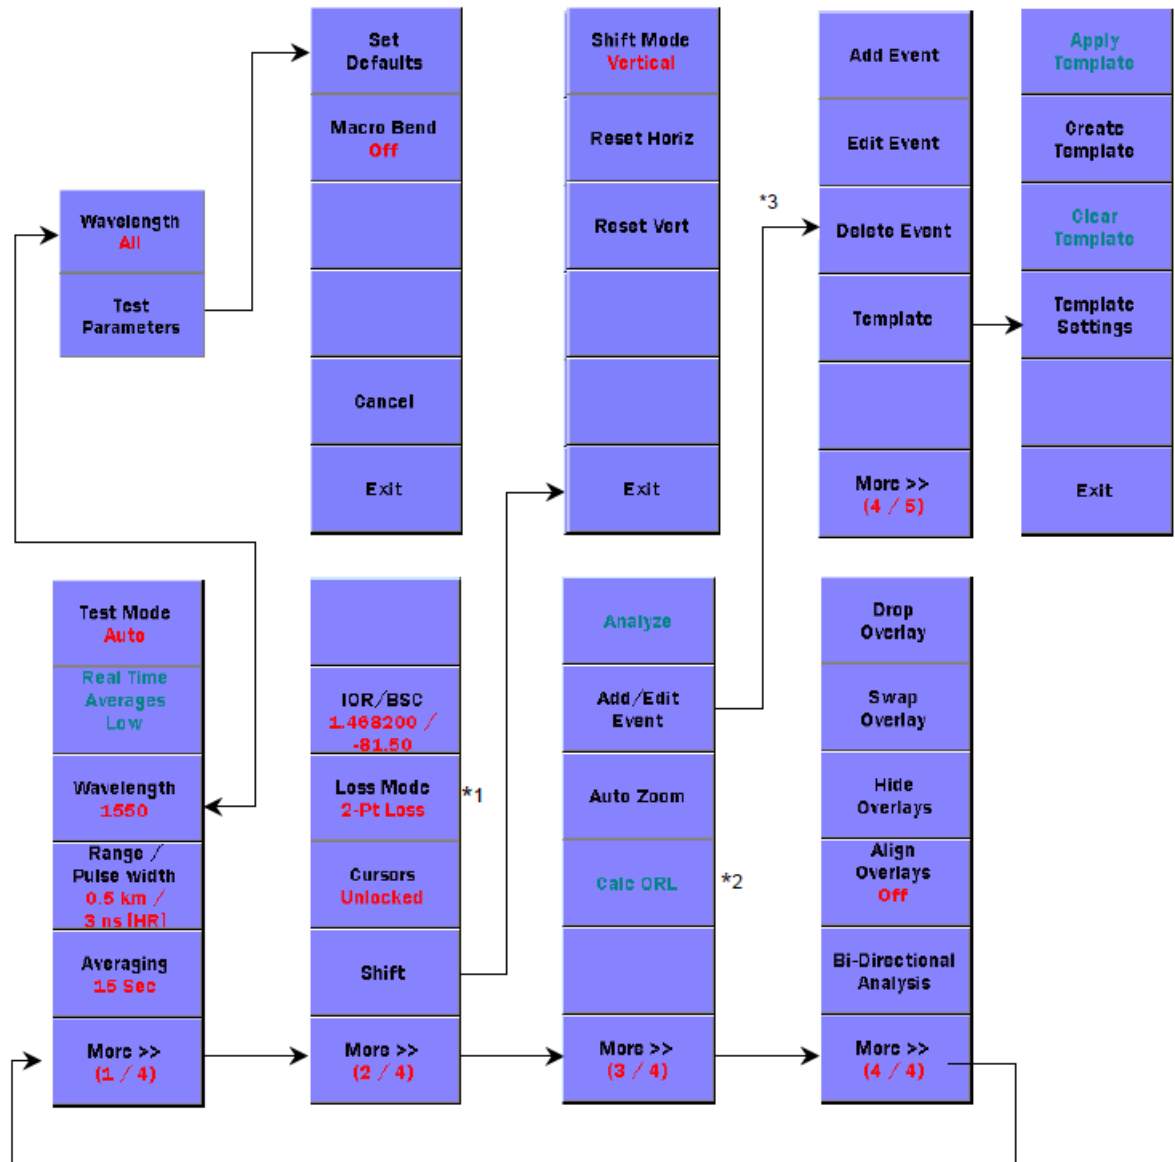 Set
Defaults
Macro Bend
Off
Cancel
Exit
Shift Mode
Vertical
Reset Horiz
Reset Vert
Exit
Add Event
Edit Event
Delete Event
Template
More >>
(4 / 5)
Apply
Template
Create
Template
Clear
Template
Template
Settings
Exit
Wavelength
All
Test
Parameters
*3
Test Mode
Auto
Real Time
Averages
Low
Wavelength
1550
Range /
Pulse width
0.5 km /
3 ns [HR]
Averaging
15 Sec
More >>
(1 / 4)
IOR/BSC
1.468200 /
-81.50
Loss Mode
2-Pt Loss
*1
Cursors
Unlocked
Shift
More >>
(2 / 4)
Analyze
Add/Edit
Event
Auto Zoom
Calc ORL
*2
More >>
(3 / 4)
Drop
Overlay
Swap
Overlay
Hide
Overlays
Align
Overlays
Off
Bi-Directional
Analysis
More >>
(4 / 4)